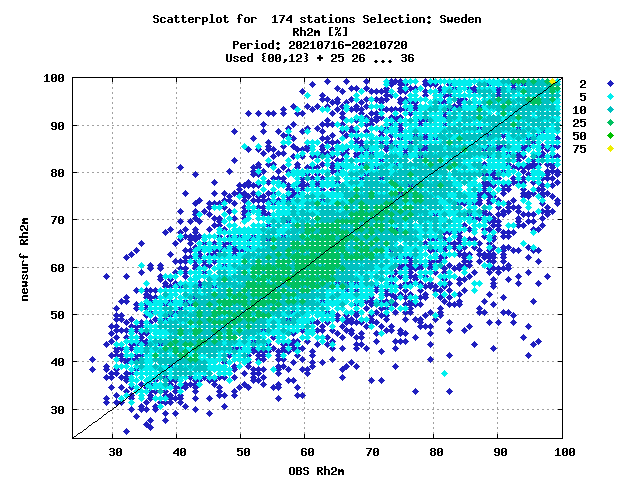 Scatterplot for  174 stations Selection: Sweden
Rh2m [%]
Period: 20210716-20210720
Used {00,12} + 25 26 ... 36
100
90
80
70
60
50
40
30
newsurf Rh2m
30 40 50 60 70 80 90 100
OBS Rh2m
2
5
10
25
50
75